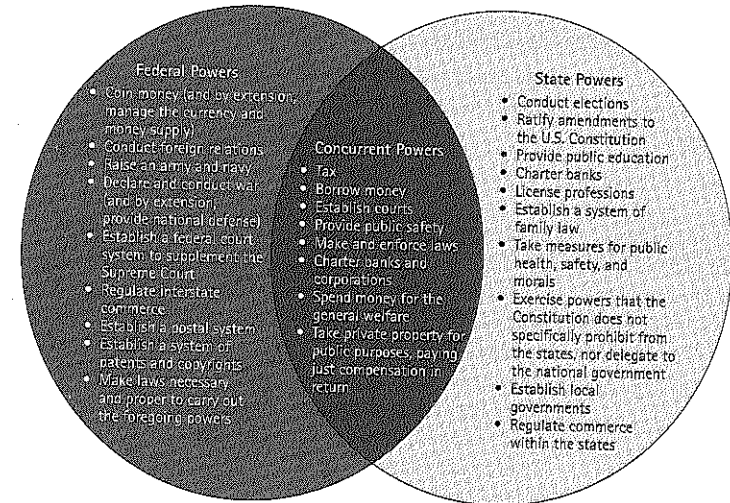 Federal Powers
• Coin money (and by extension,
manage the currency and
money supply)
• Conduct foreign relations
• Raise an army and navy
• Declare and conduct war
(and by extension,
provide national defense)
• Establish a federal court
system to supplement the
Supreme Court
• Regulate interstate
commerce
• Establish a postal system
• Establish a system of
patents and copyrights
• Make laws necessary
and proper to carry out
the foregoing powers
Concurrent Powers
• Tax
• Borrow money
• Establish courts
• Provide public safety
• Make and enforce laws
• Charter banks and
corporations
• Spend money for the
general welfare
• Take private property for
public purposes, paying
just compensation in
return
State Powers
• Conduct elections
• Ratify amendments to
the U.S. Constitution
• Provide public education
• Charter banks
• License professions
• Establish a system of
family law
• Take measures for public
health, safety, and
morals
• Exercise powers that the
Constitution does not
specifically prohibit from
the states, nor delegate to
the national government
• Establish local
governments
• Regulate commerce
within the states